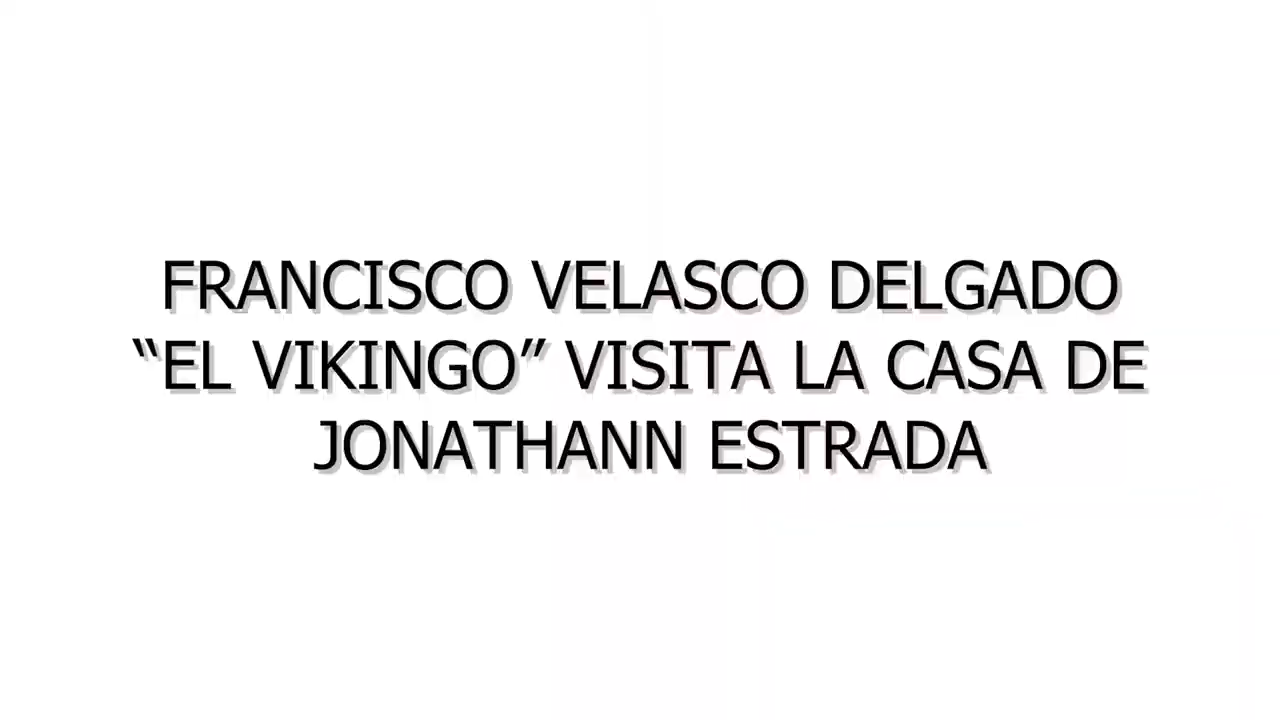 FRANCISCO VELASCO DELGADO
“EL VIKINGO” VISITA LA CASA DE
JONATHANN ESTRADA